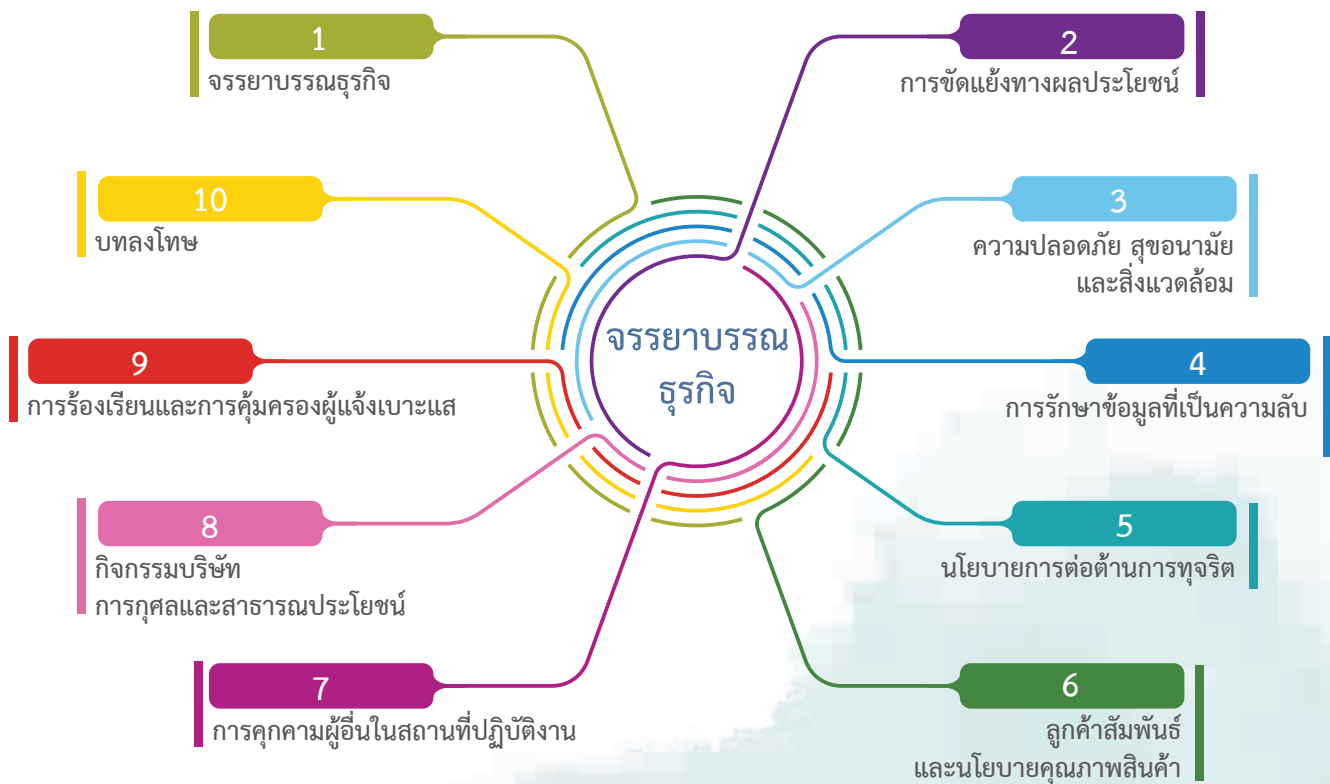 1
จรรยาบรรณธุรกิจ
2
การขัดแย้งทางผลประโยชน์
3
ความปลอดภัย สุขอนามัย
และสิ่งแวดล้อม
4
การรักษาข้อมูลที่เป็นความลับ
5
นโยบายการต่อต้านการทุจริต
6
ลูกค้าสัมพันธ์
และนโยบายคุณภาพสินค้า
7
การคุกคามผู้อื่นในสถานที่ปฏิบัติงาน
8
กิจกรรมบริษัท
การกุศลและสาธารณประโยชน์
9
การร้องเรียนและการคุ้มครองผู้แจ้งเบาะแส
10
บทลงโทษ
จรรยาบรรณ
ธุรกิจ